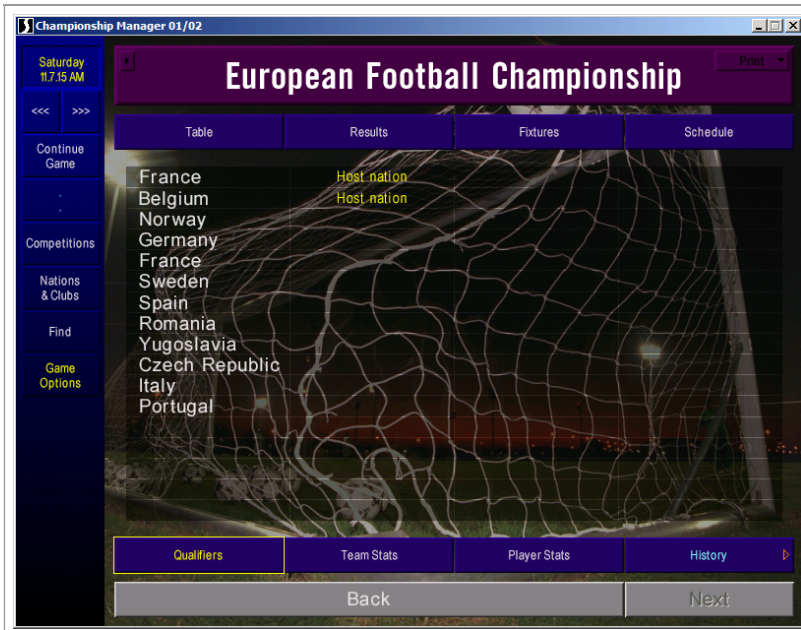 Championship Manager 01/02
Saturday
11.7.15 AM
<<< >>>
Continue
Game
Competitions
Nations
& Clubs
Find
Game
Options
European Football Championship
Print
Table Results Fixtures Schedule
France Host nation
Belgium Host nation
Norway
Germany
France
Sweden
Spain
Romania
Yugoslavia
Czech Republic
Italy
Portugal
Qualifiers Team Stats Player Stats History
Back Next